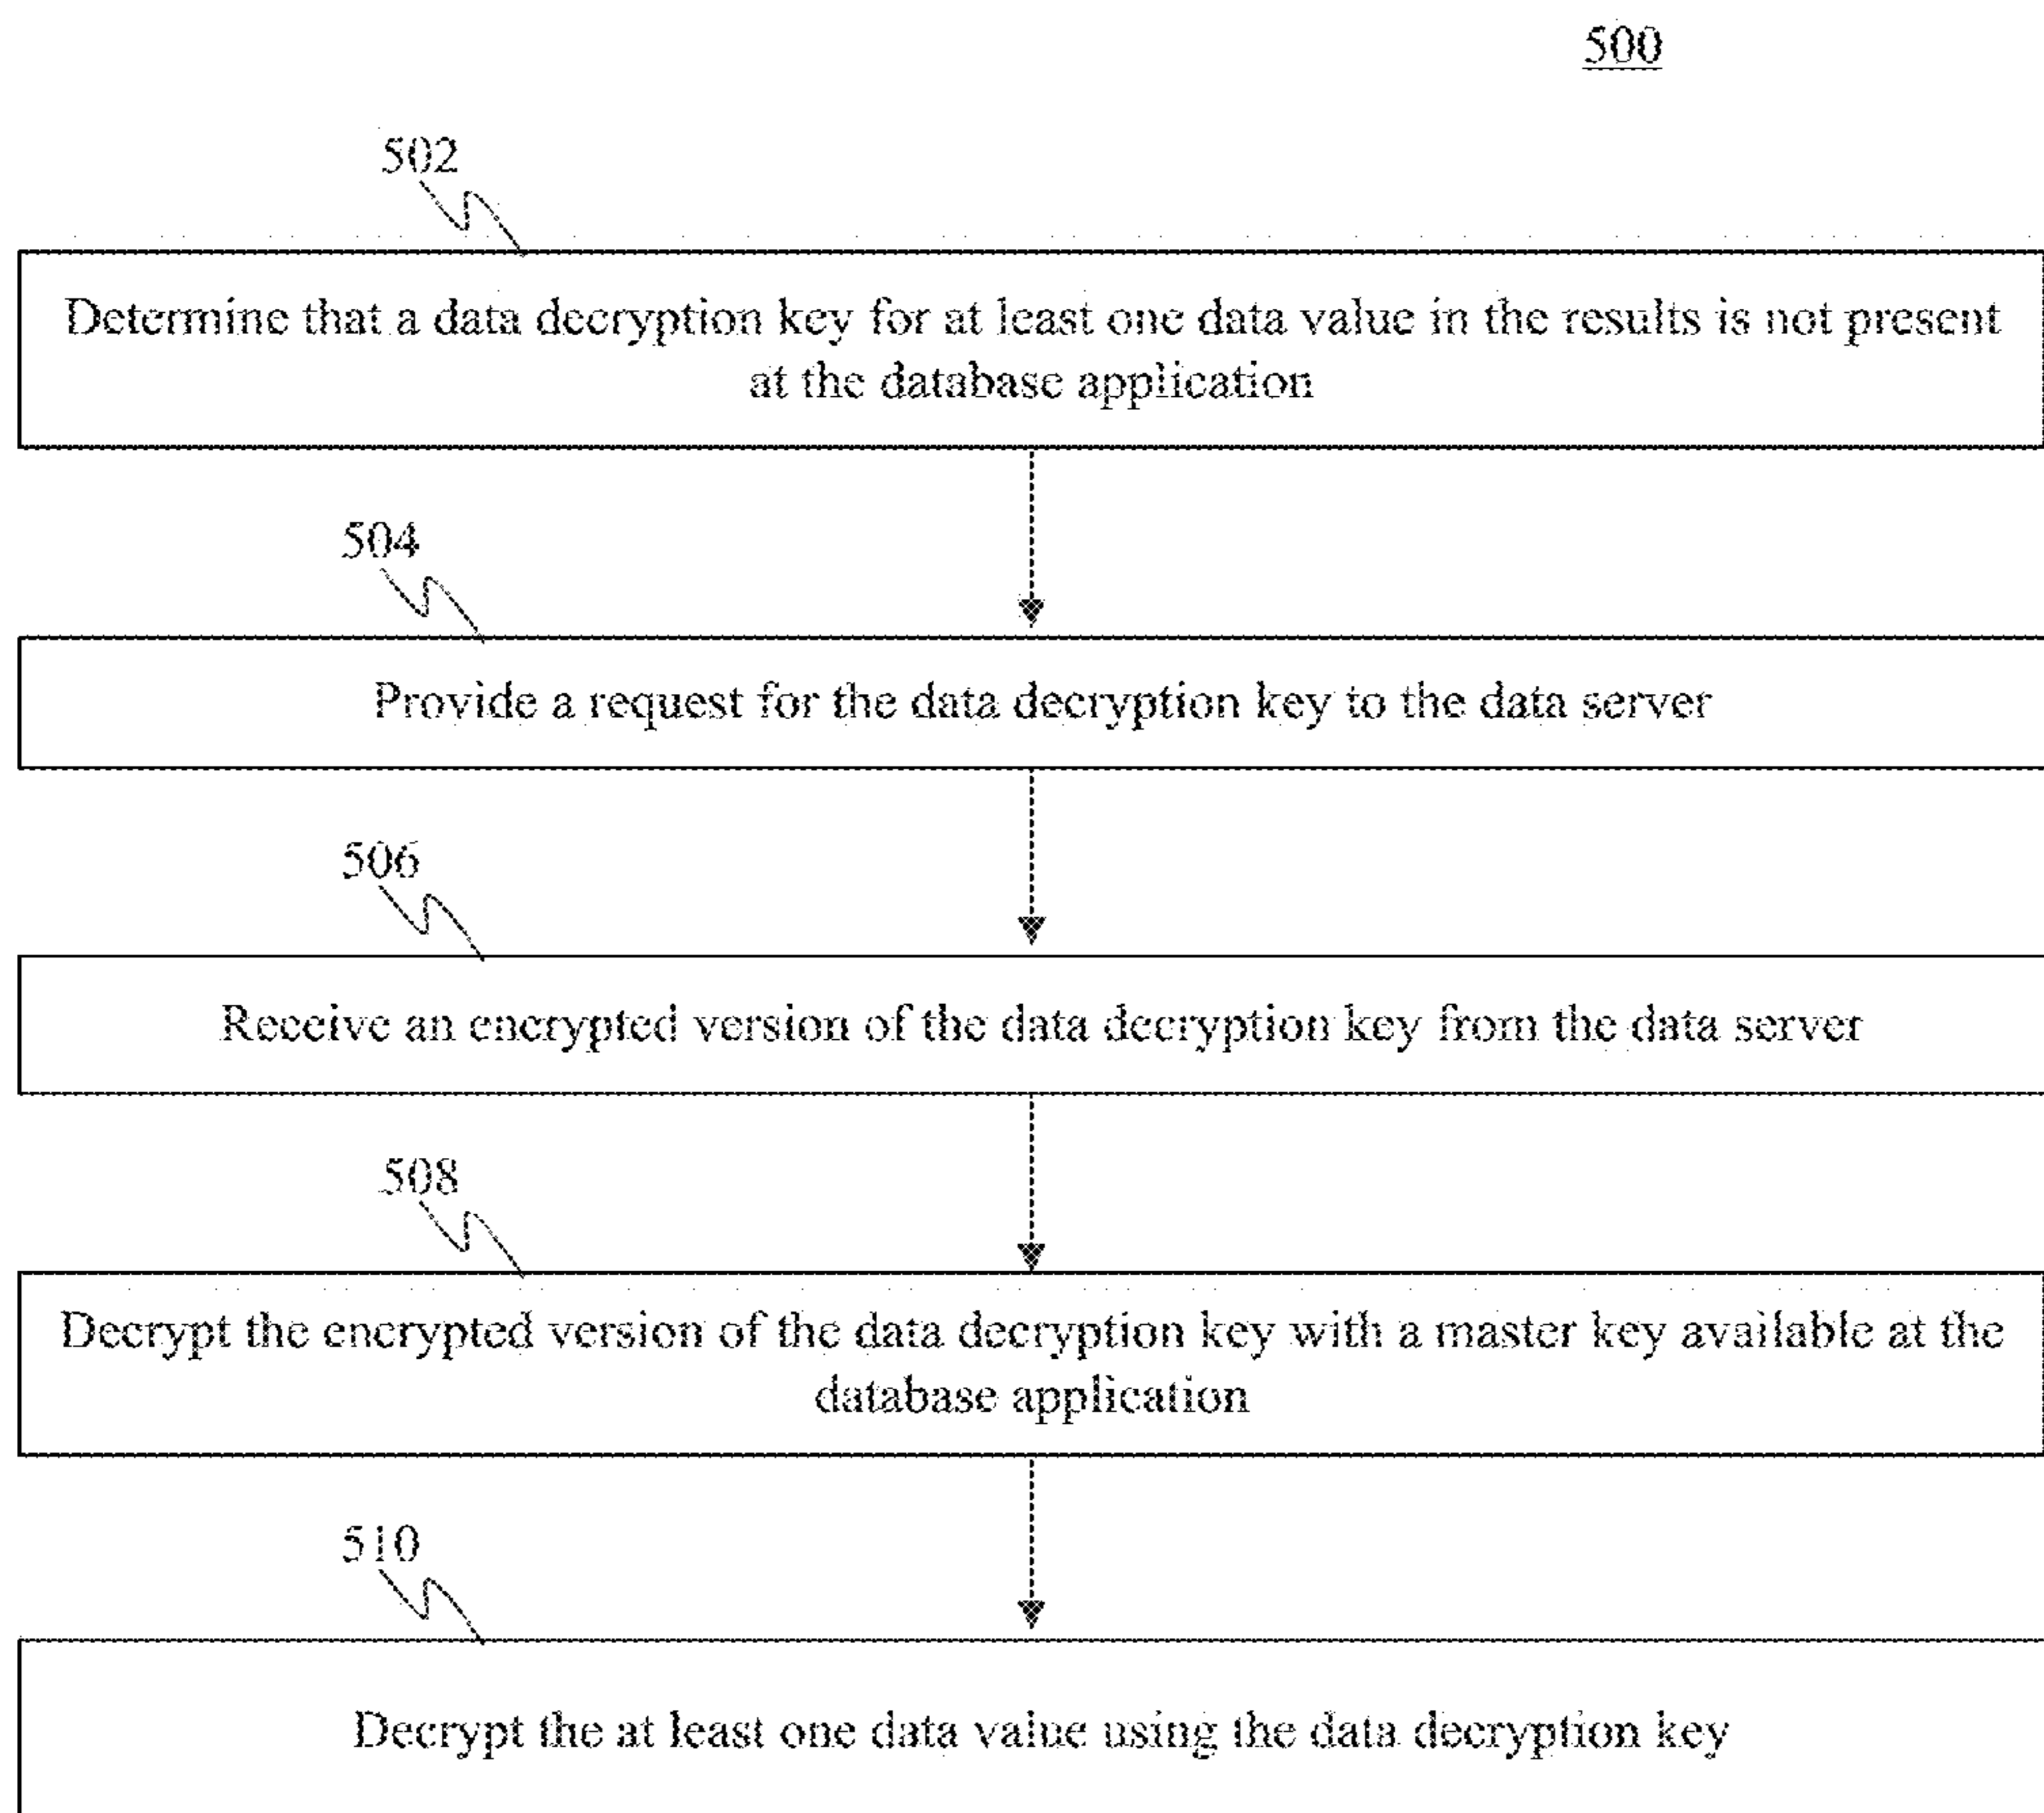 500
502
Determine that a data decryption key for at least one data value in the results is not present
at the database application
504
Provide a request for the data decryption key to the data server
506
Receive an encrypted version of the data decryption key from the data server
508
Decrypt the encrypted version of the data decryption key with a master key available at the
database application
510
Decrypt the at least one data value using the data decryption key